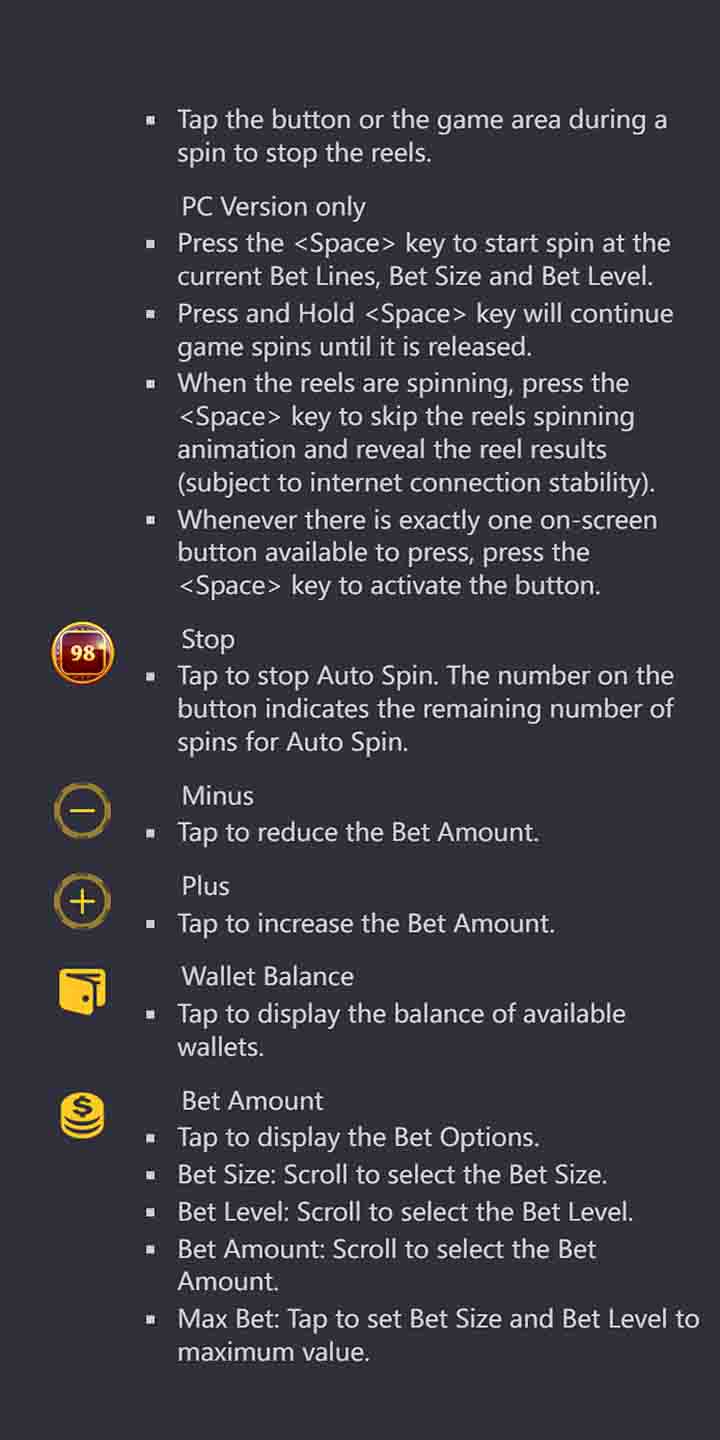 Tap the button or the game area during a
spin to stop the reels.
PC Version only
Press the <Space> key to start spin at the
current Bet Lines, Bet Size and Bet Level.
Press and Hold <Space> key will continue
game spins until it is released.
When the reels are spinning, press the
<Space> key to skip the reels spinning
animation and reveal the reel results
(subject to internet connection stability).
Whenever there is exactly one on-screen
button available to press, press the
<Space> key to activate the button.
98
Stop
Tap to stop Auto Spin. The number on the
button indicates the remaining number of
spins for Auto Spin.
Minus
Tap to reduce the Bet Amount.
Plus
Tap to increase the Bet Amount.
Wallet Balance
Tap to display the balance of available
wallets.
$
Bet Amount
Tap to display the Bet Options.
Bet Size: Scroll to select the Bet Size.
Bet Level: Scroll to select the Bet Level.
Bet Amount: Scroll to select the Bet
Amount.
Max Bet: Tap to set Bet Size and Bet Level to
maximum value.